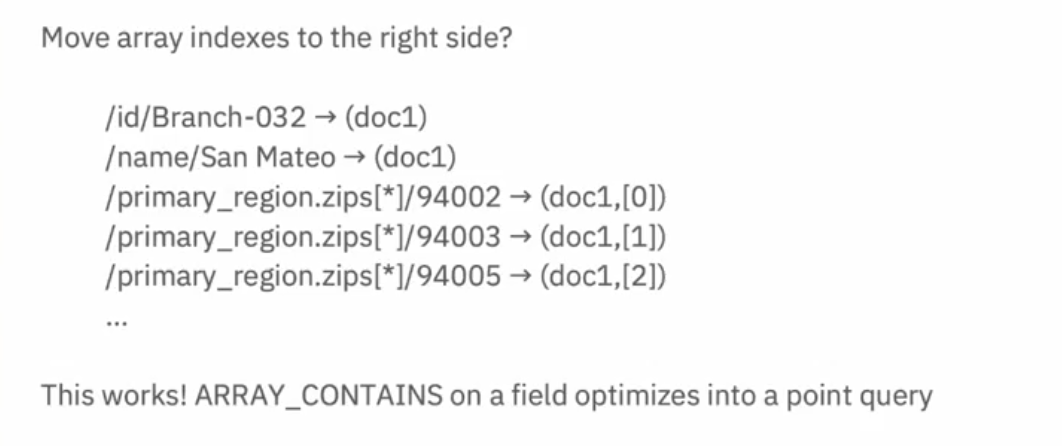 Move array indexes to the right side?
/id/Branch-032 → (doc1)
/name/San Mateo → (doc1)
/primary_region.zips[*]/94002 → (doc1,[0])
/primary_region.zips[*]/94003 → (doc1,[1])
/primary_region.zips[*]/94005 → (doc1,[2])
...
This works! ARRAY_CONTAINS on a field optimizes into a point query